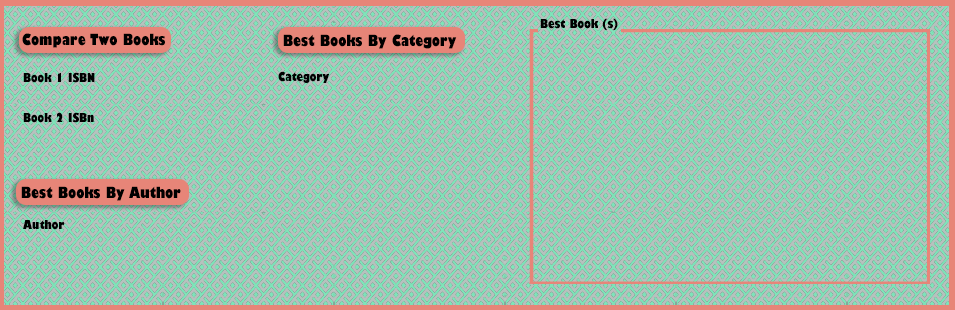 Compare Two Books
Book 1 ISBN
Book 2 ISBn
Best Books By Author
Author
Best Books By Category
Category
Best Book (s)